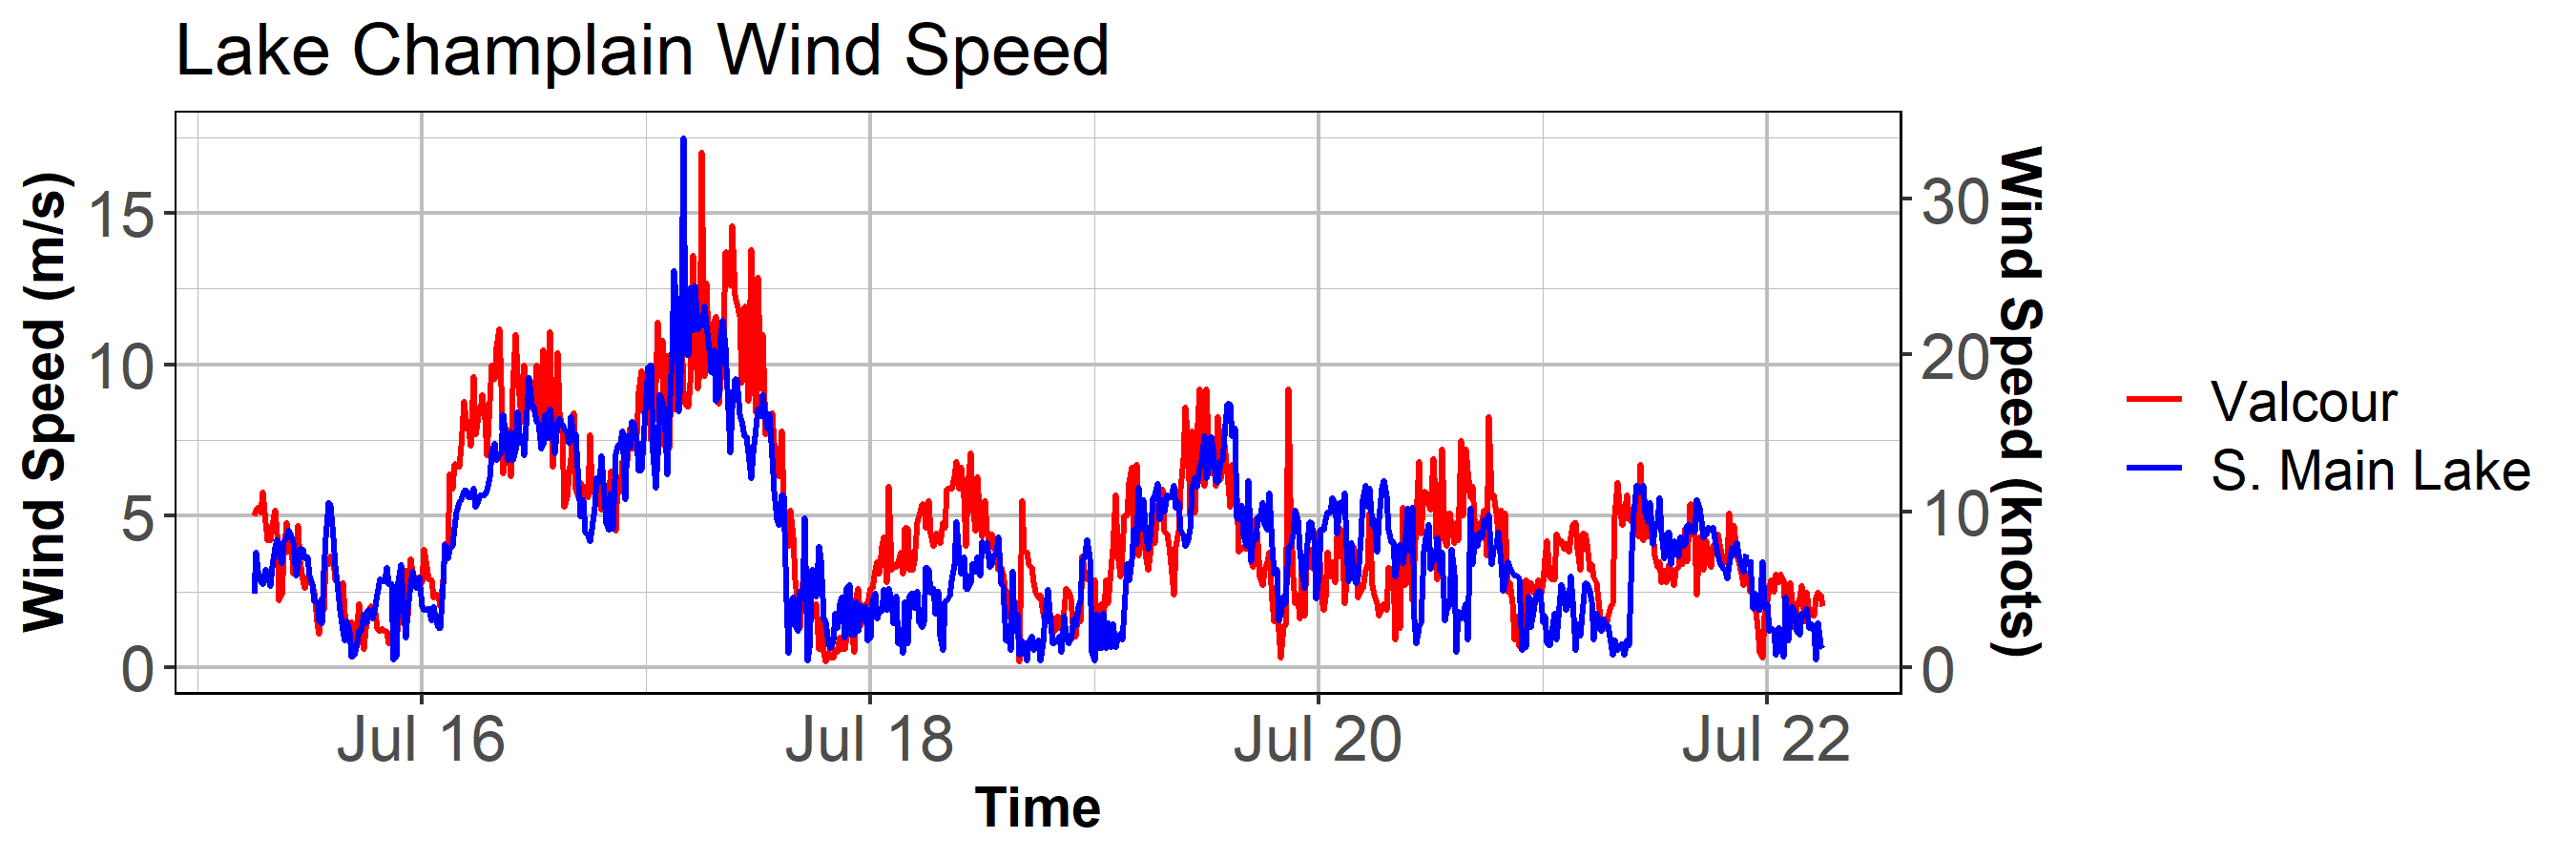 Lake Champlain Wind Speed
Wind Speed (m/s)
15
10
5
0
30
20
10
0
Wind Speed (knots)
Valcour
S. Main Lake
Jul 16
Jul 18
Jul 20
Jul 22
Time